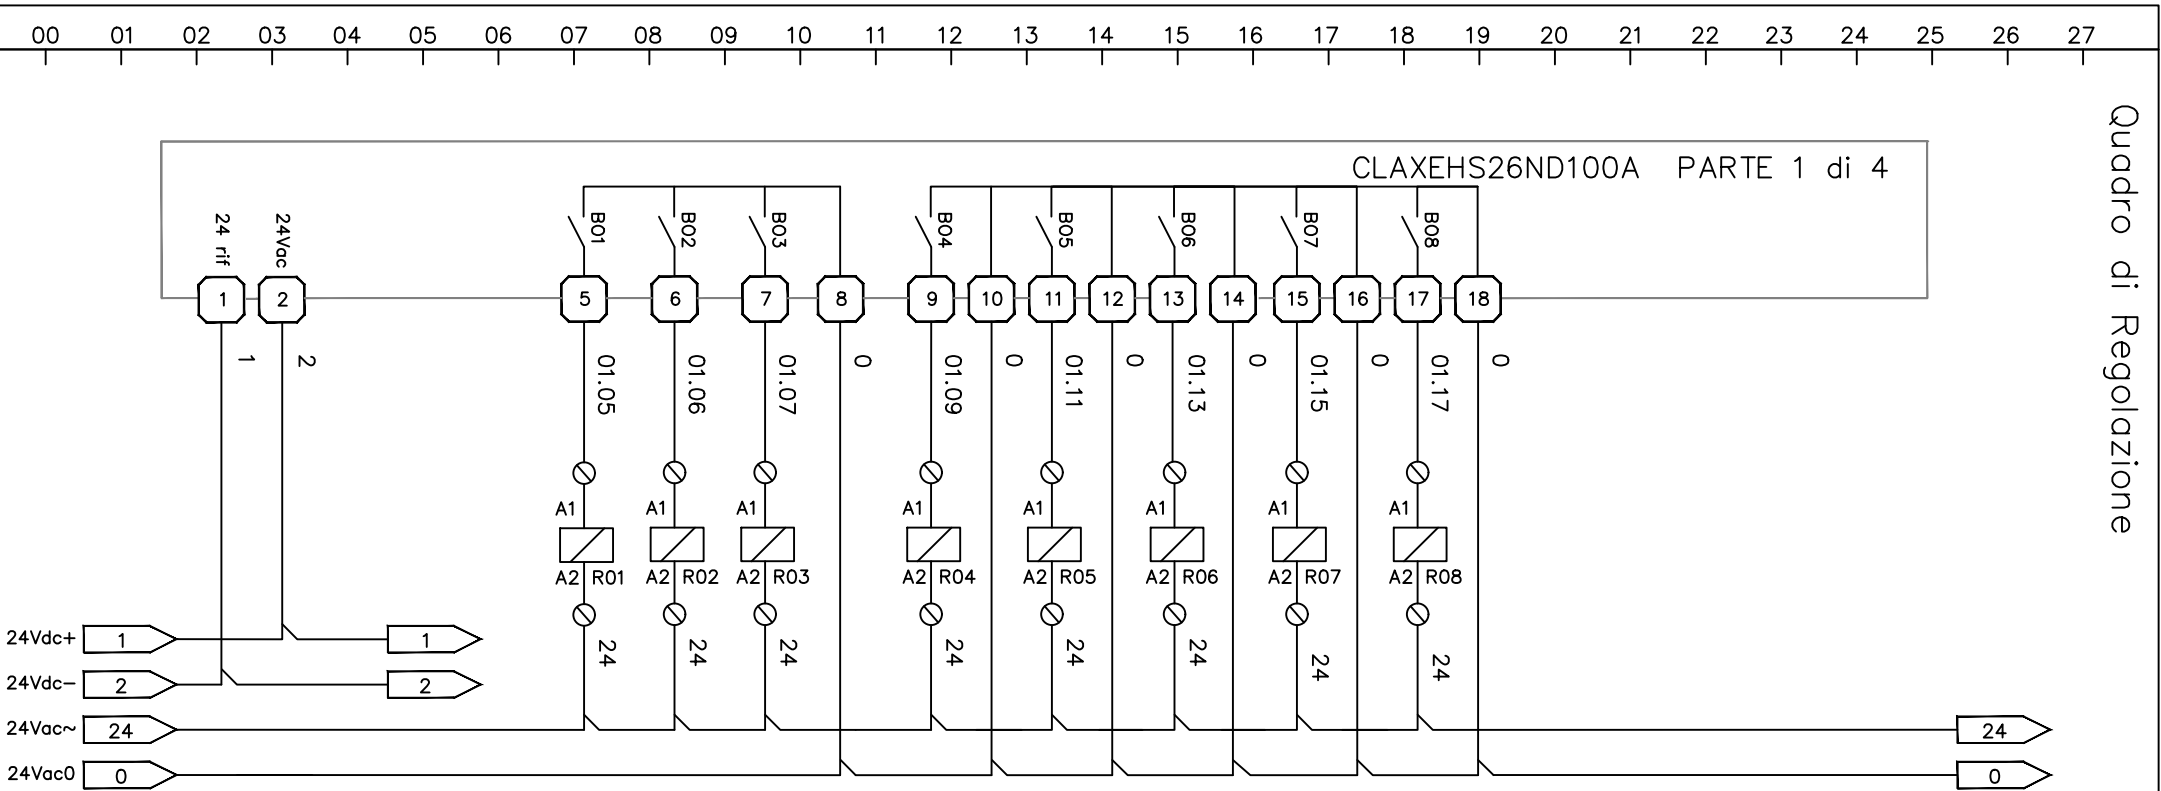 00 01 02 03 04 05 06 07 08 09 10 11 12 13 14 15 16 17 18 19 20 21 22 23 24 25 26 27
Quadro di Regolazione
CLAXEHS26ND100A PARTE 1 di 4
24 rif 24Vac B01 B02 B03 B04 B05 B06 B07 B08
1 2 5 6 7 8 9 10 11 12 13 14 15 16 17 18
1 2 01.05 01.06 01.07 0 01.09 0 01.11 0 01.13 0 01.15 0 01.17 0
A1 A1 A1 A1 A1 A1 A1 A1
A2 R01 A2 R02 A2 R03 A2 R04 A2 R05 A2 R06 A2 R07 A2 R08
24 24 24 24 24 24 24 24
24Vdc+ 1 1
24Vdc- 2 2
24Vac~ 24 24
24Vac0 0 0